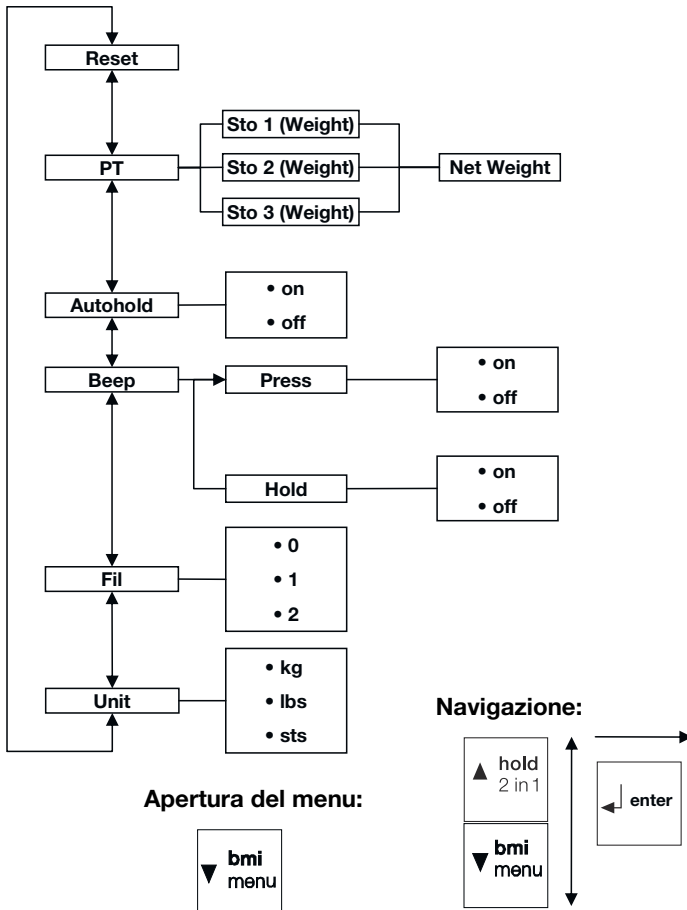 Reset
Sto 1 (Weight)
PT
Sto 2 (Weight)
Net Weight
Sto 3 (Weight)
Autohold
• on
• off
Beep
Press
• on
• off
Hold
• on
• off
Fil
• 0
• 1
• 2
Unit
• kg
• lbs
• sts
Navigazione:
▲ hold
2 in 1
enter
▼ bmi
menu
Apertura del menu:
▼ bmi
menu